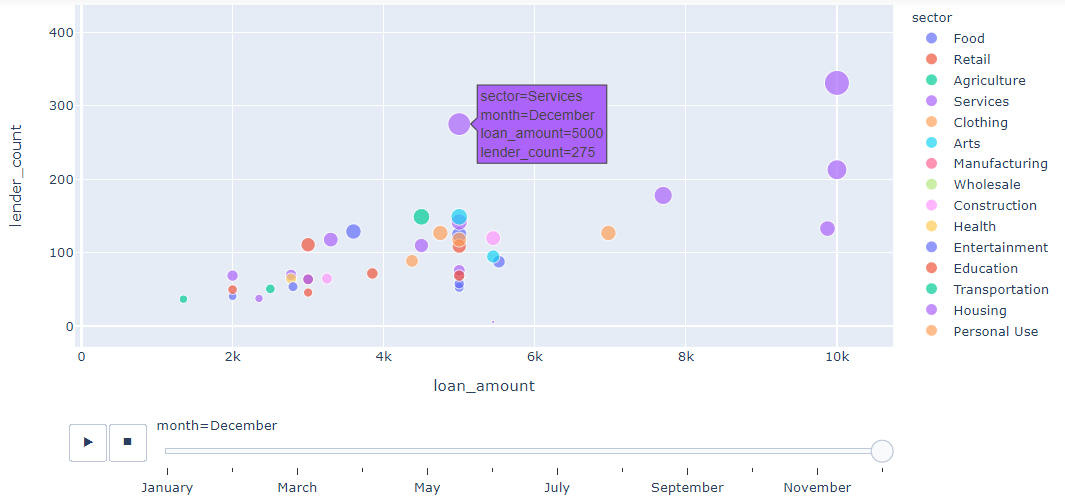 400
300
200
100
0
lender_count
sector=Services
month=December
loan_amount=5000
lender_count=275
0
2k
4k
6k
8k
10k
loan_amount
sector
Food
Retail
Agriculture
Services
Clothing
Arts
Manufacturing
Wholesale
Construction
Health
Entertainment
Education
Transportation
Housing
Personal Use
month=December
January
March
May
July
September
November